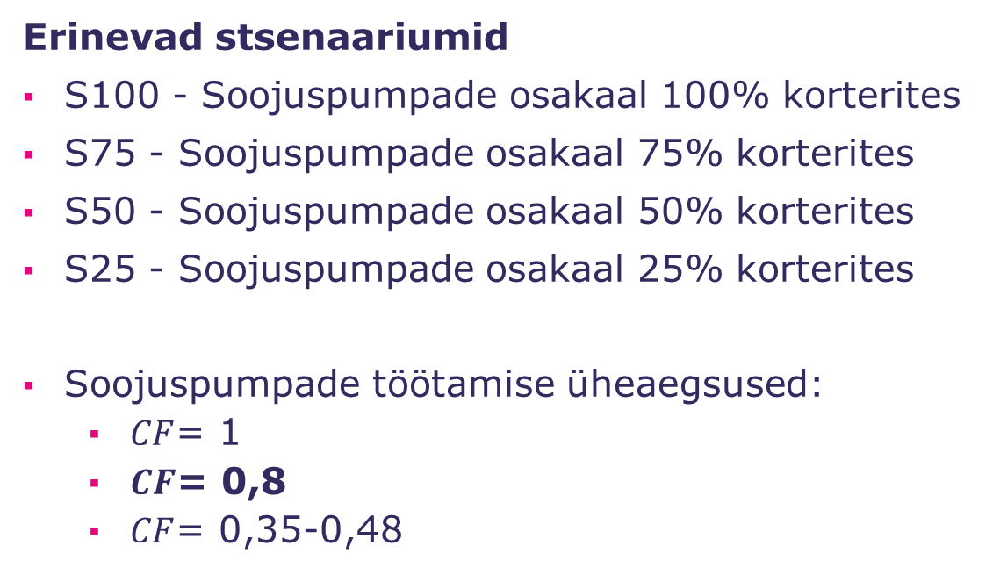 Erinevad stsenaariumid
▪ S100 - Soojuspumpade osakaal 100% korterites
▪ S75 - Soojuspumpade osakaal 75% korterites
▪ S50 - Soojuspumpade osakaal 50% korterites
▪ S25 - Soojuspumpade osakaal 25% korterites
▪ Soojuspumpade töötamise üheaegsused:
▪ CF= 1
▪ CF= 0,8
▪ CF= 0,35-0,48